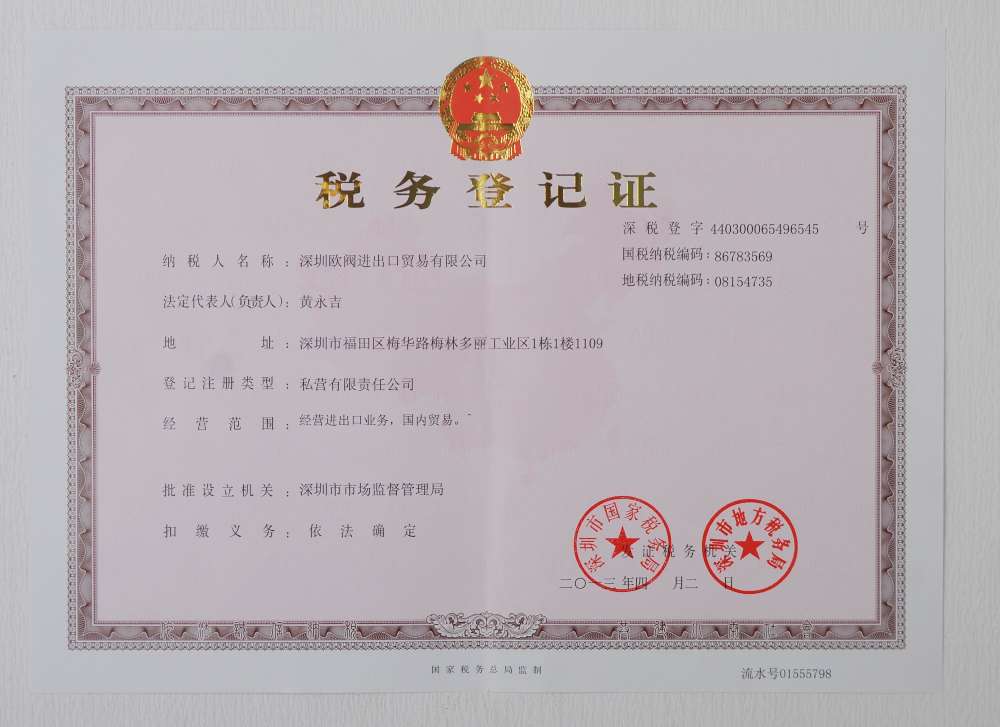 税务登记证
深税登字 440300065496545 号
国税纳税编码：86783569
地税纳税编码：08154735
纳税人名称：深圳欧阀进出口贸易有限公司
法定代表人(负责人)：黄永吉
地址：深圳市福田区梅华路梅林多丽工业区1栋1楼1109
登记注册类型：私营有限责任公司
经营范围：经营进出口业务，国内贸易。
批准设立机关：深圳市市场监督管理局
扣缴义务：依法确定
深圳市国家税务局
深圳市地方税务局
发证税务机关
二〇一三年四月二日
国家税务总局监制
流水号01555798